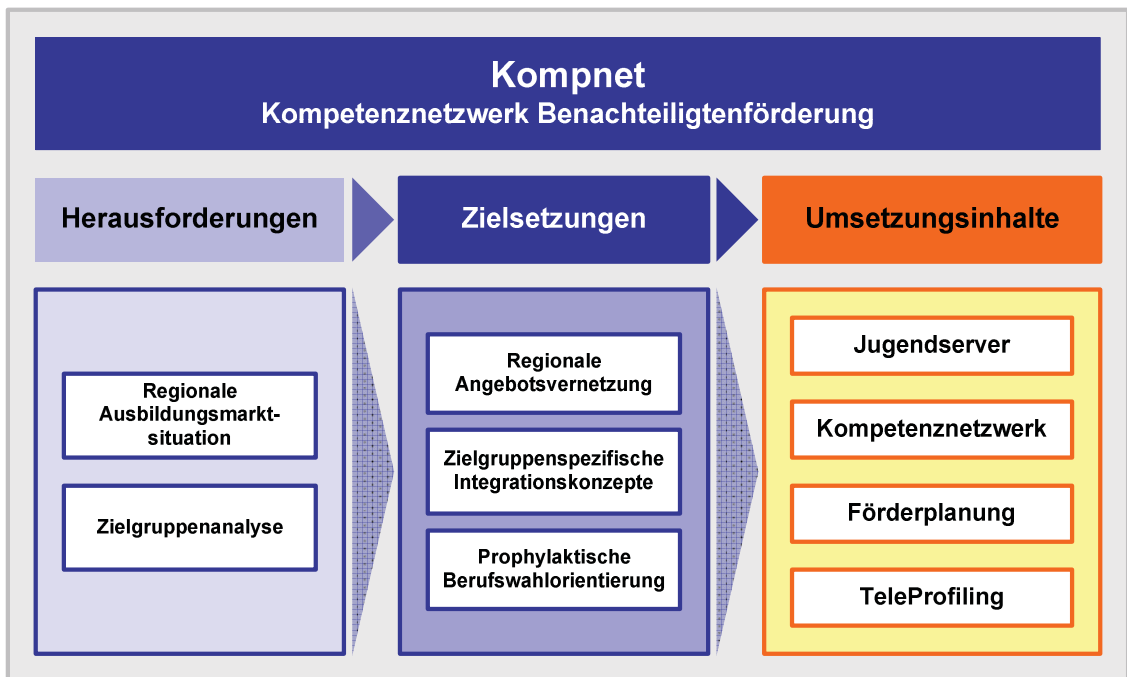 Kompnet
Kompetenznetzwerk Benachteiligtenförderung
Herausforderungen
Zielsetzungen
Umsetzungsinhalte
Regionale
Ausbildungsmarkt-
situation
Zielgruppenanalyse
Regionale
Angebotsvernetzung
Zielgruppenspezifische
Integrationskonzepte
Prophylaktische
Berufswahlorientierung
Jugendserver
Kompetenznetzwerk
Förderplanung
TeleProfiling